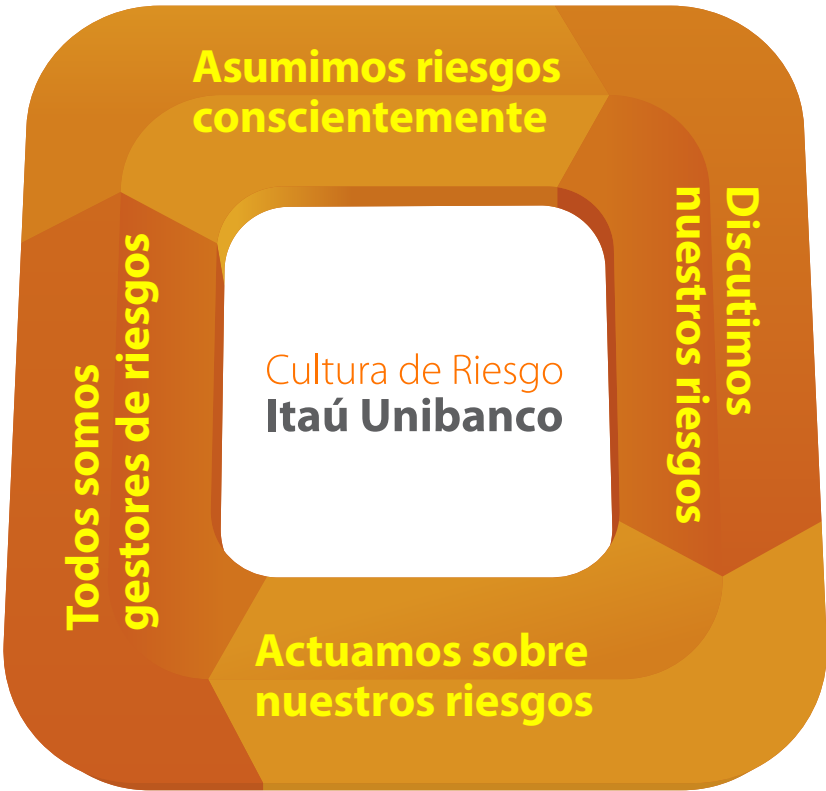 Asumimos riesgos
conscientemente
Discutimos
nuestros riesgos
Cultura de Riesgo
Itaú Unibanco
Todos somos
gestores de riesgos
Actuamos sobre
nuestros riesgos